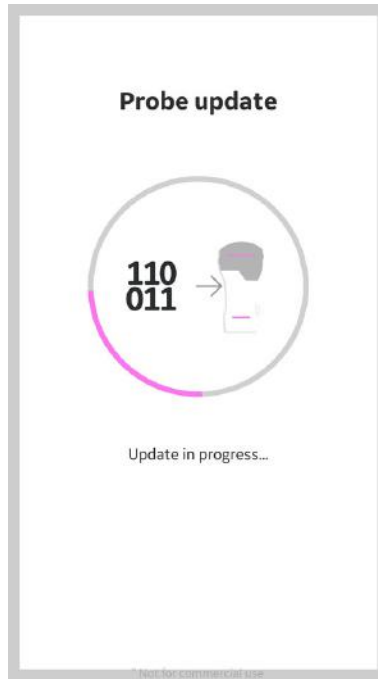 Probe update
110
011
Update in progress...
* Not for commercial use